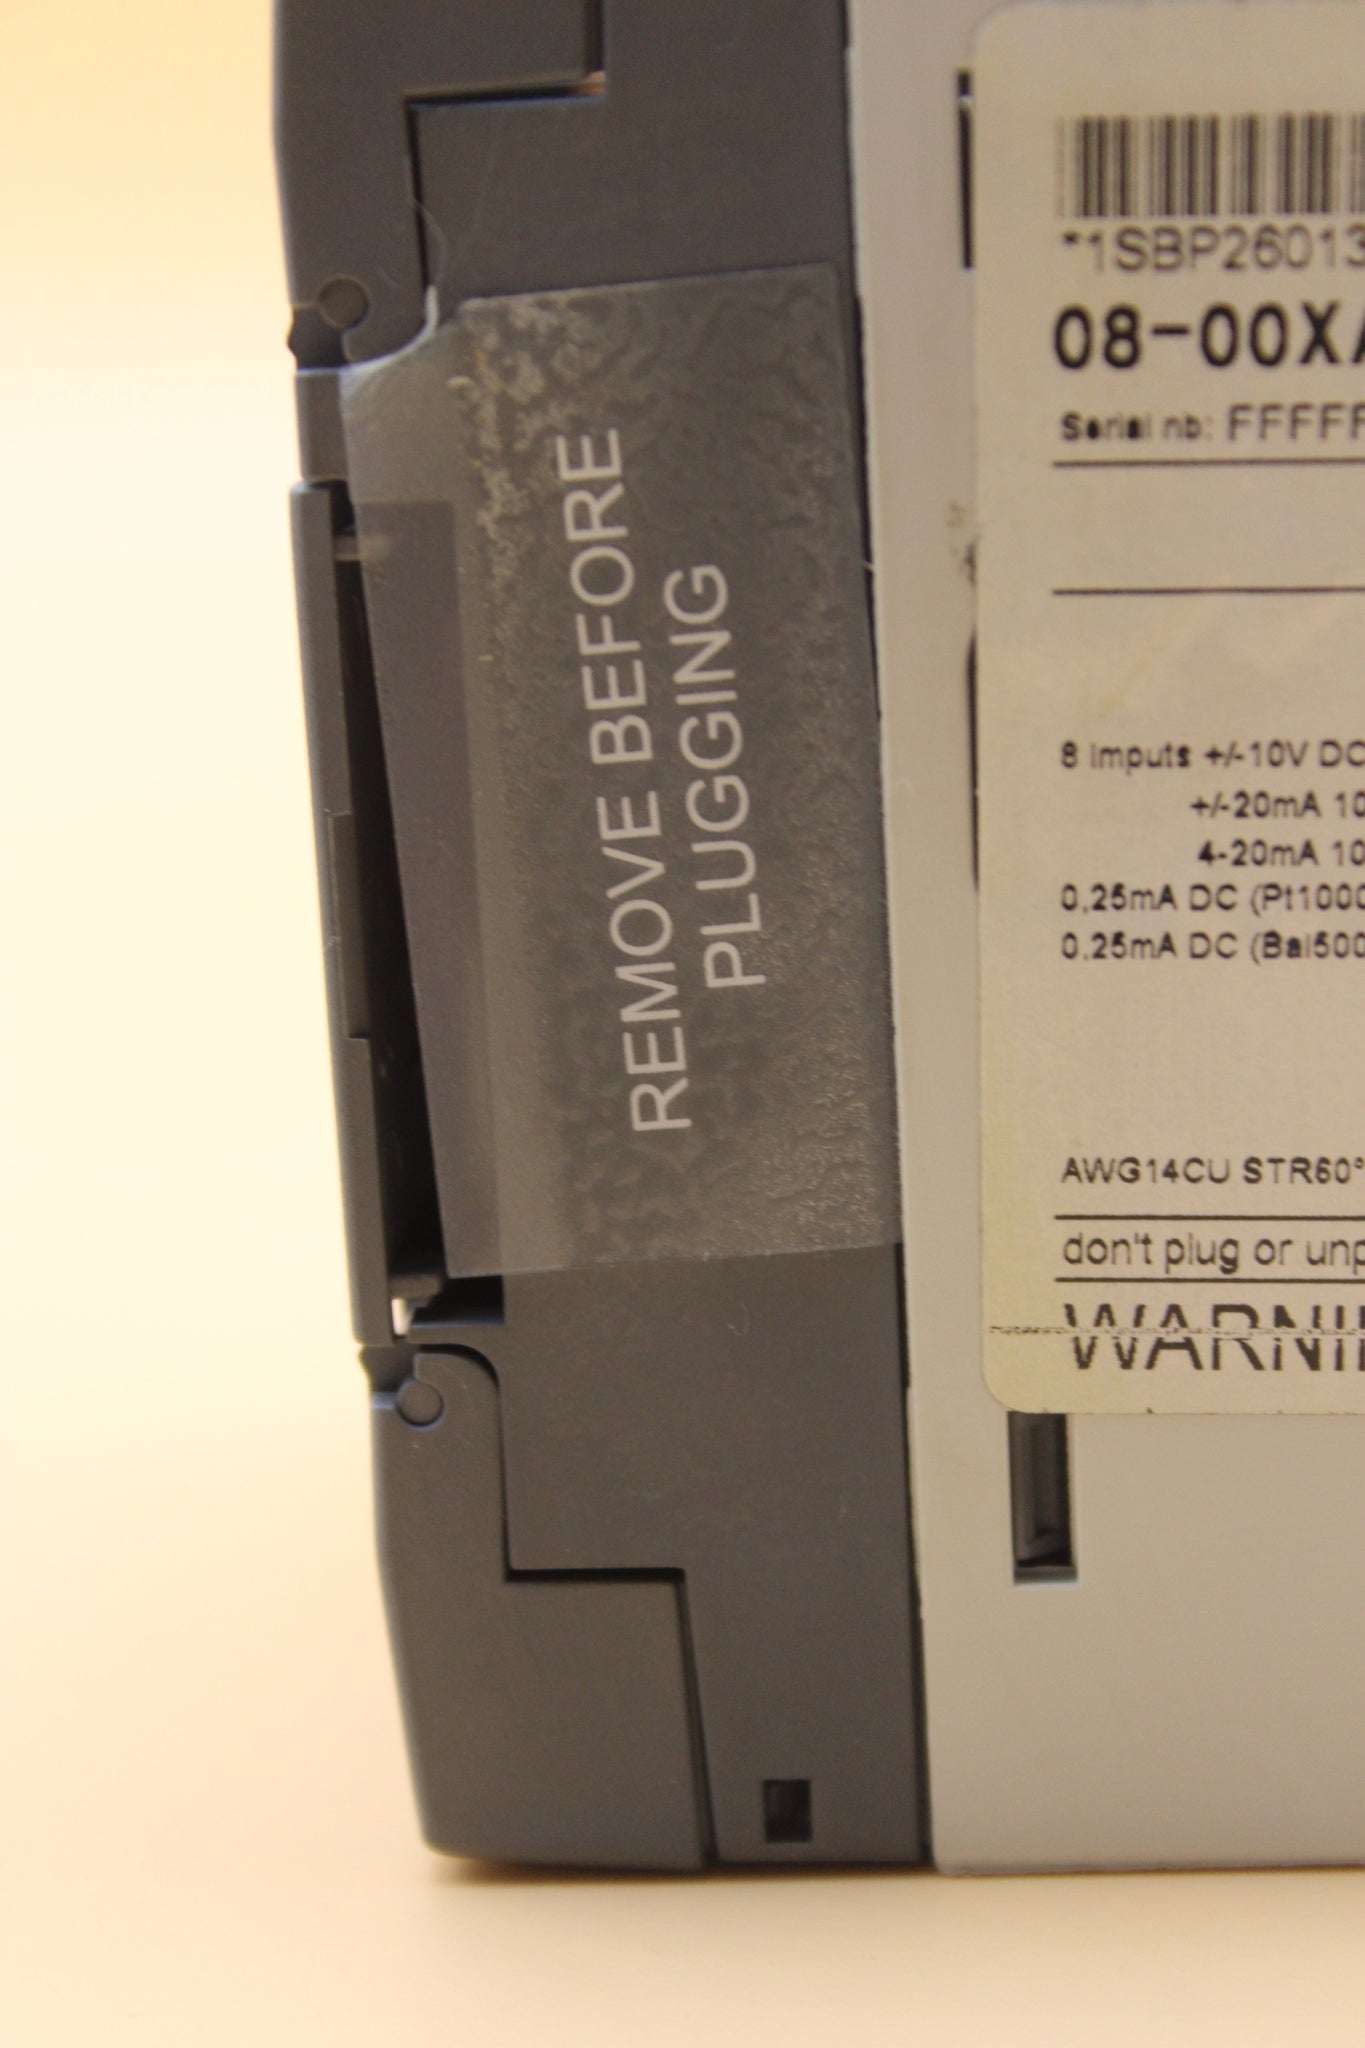 REMOVE BEFORE
PLUGGING
*1SBP26013
08-00XA
Serial nb: FFFFF
8 Imputs +/-10V DC
+/-20mA 10
4-20mA 10
0,25mA DC (Pt1000
0,25mA DC (Bal500
AWG14CU STR60°
don't plug or unp
WARNI